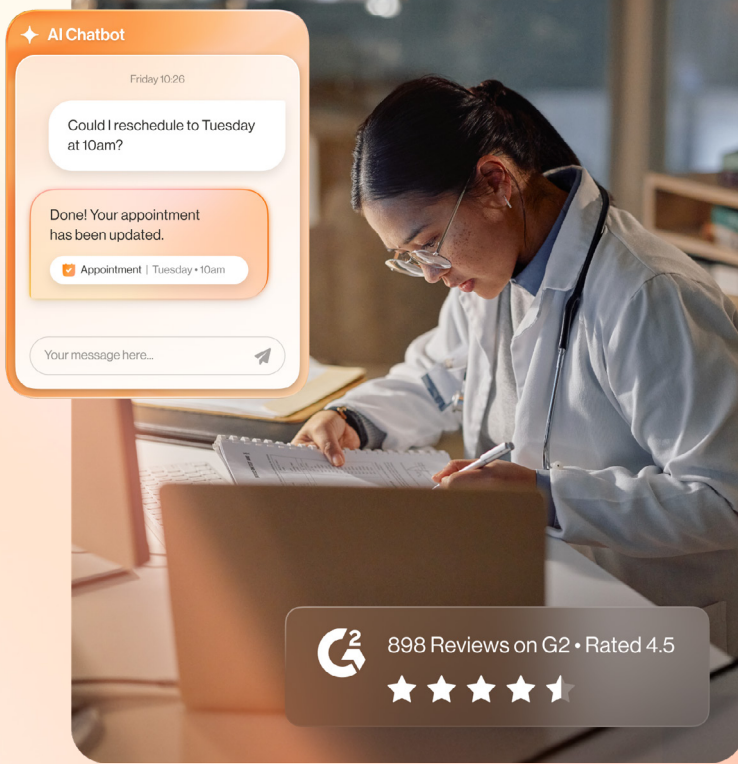 AI Chatbot
Friday 10:26
Could I reschedule to Tuesday
at 10am?
Done! Your appointment
has been updated.
Appointment | Tuesday • 10am
Your message here...
G2
898 Reviews on G2 • Rated 4.5